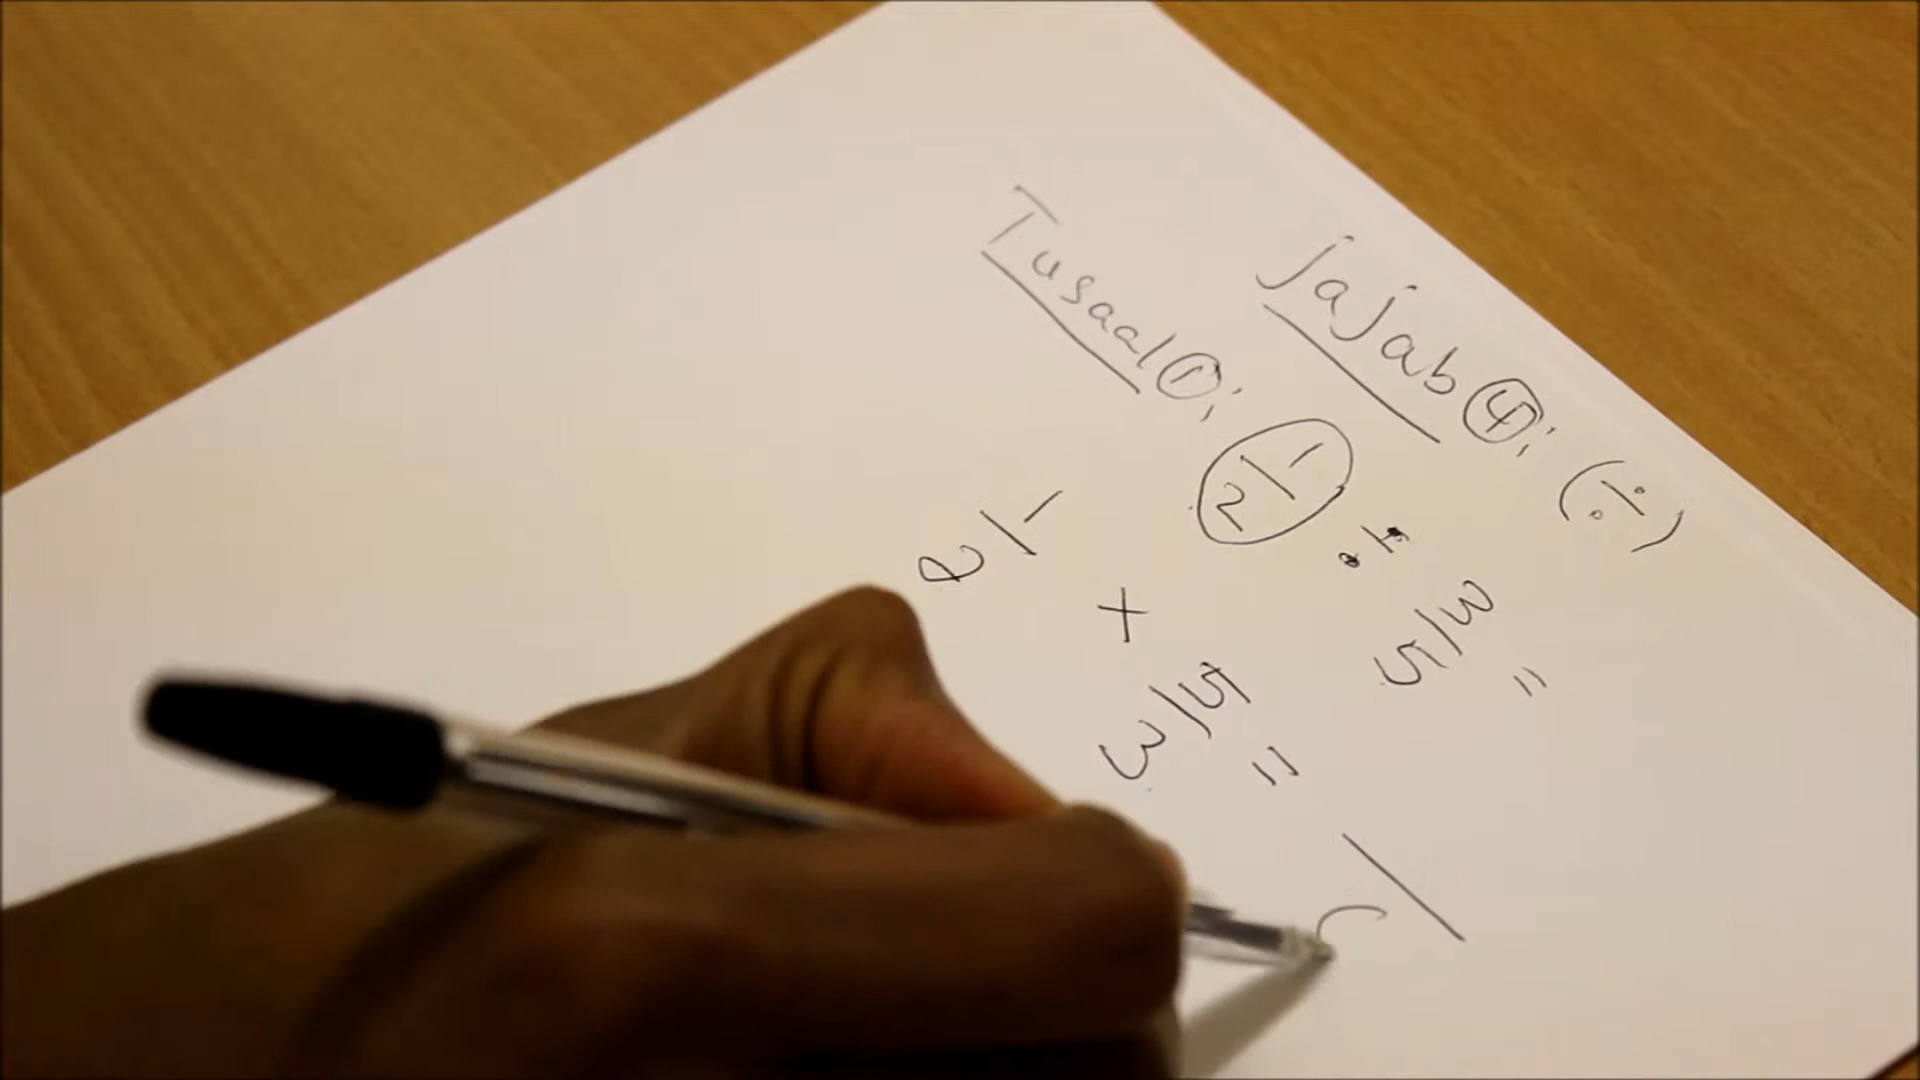 Jajab ④; (÷)
Tusaal ①; 1/2 ÷ 3/5 =
1/2 × 5/3 =